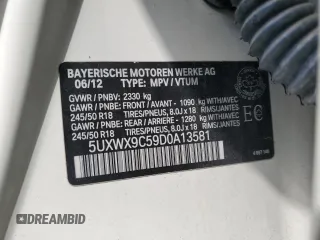 BAYERISCHE MOTOREN WERKE AG
06/12 TYPE: MPV / VTUM
GVWR / PNBV: 2330 kg
GAWR / PNBE: FRONT / AVANT - 1090 kg WITH/AVEC
245/50 R18 TIRES/PNEUS, 8.0J x 18 RIMS/JANTES
GAWR / PNBE: REAR / ARRIERE - 1280 kg WITH/AVEC
245/50 R18 TIRES/PNEUS, 8.0J x 18 RIMS/JANTES
EC
5UXWX9C59D0A13581
DREAMBID